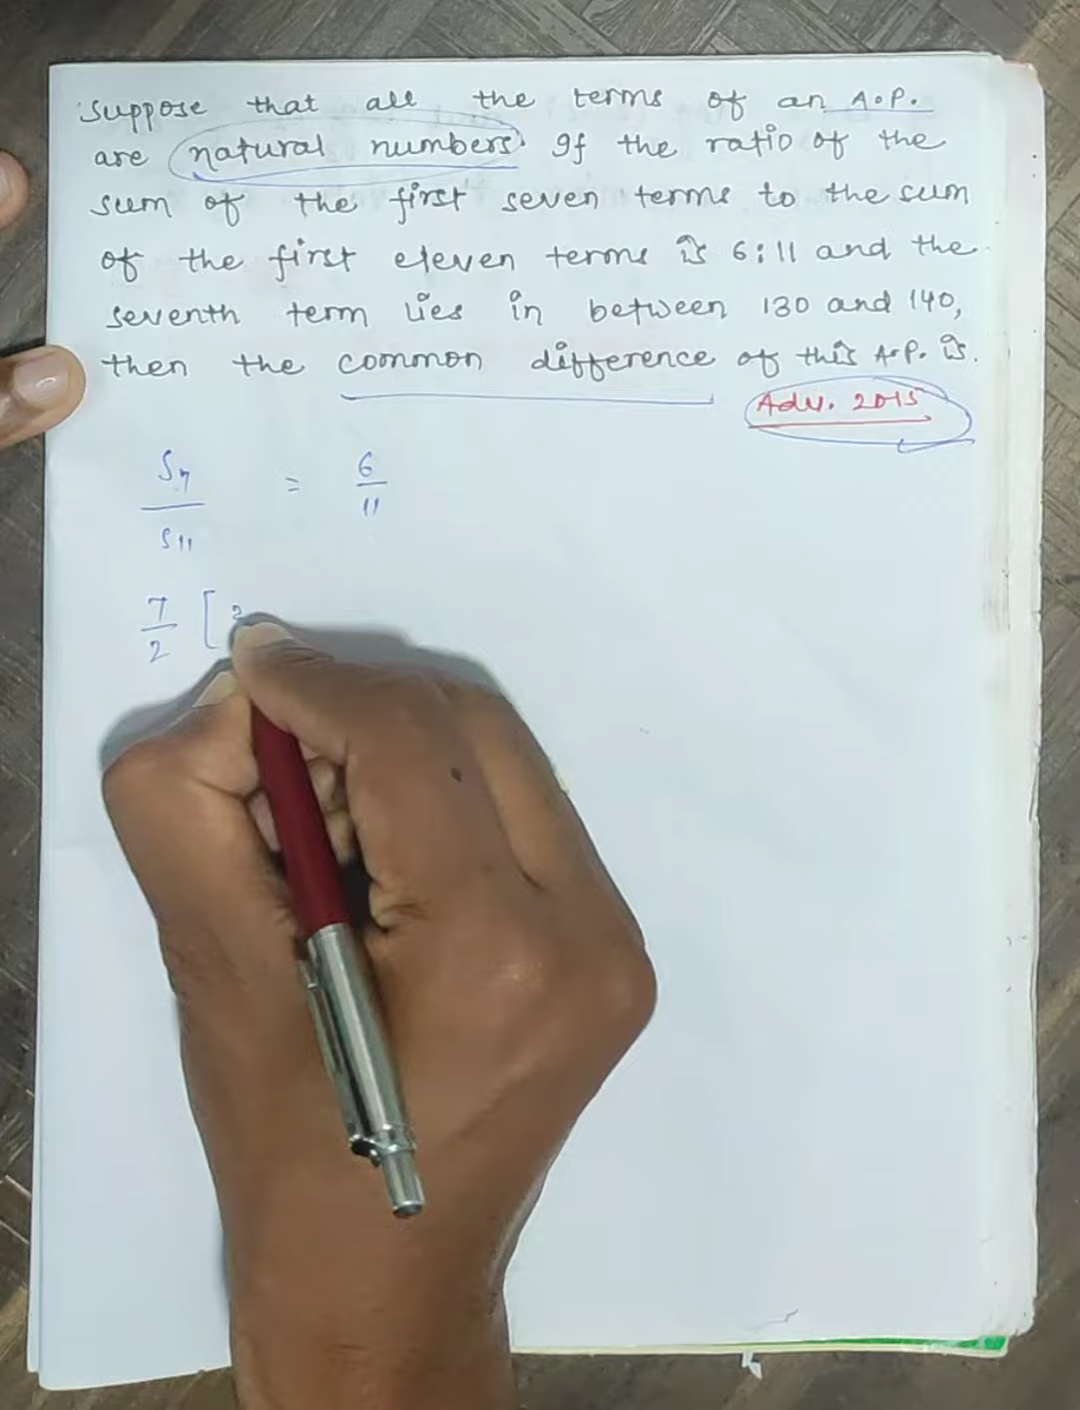 Suppose that all the terms of an A.P.
are natural numbers. If the ratio of the
sum of the first seven terms to the sum
of the first eleven terms is 6:11 and the
seventh term lies in between 130 and 140,
then the common difference of this A.P. is.
Adv. 2015
S7 / S11 = 6 / 11
7/2 [ 2